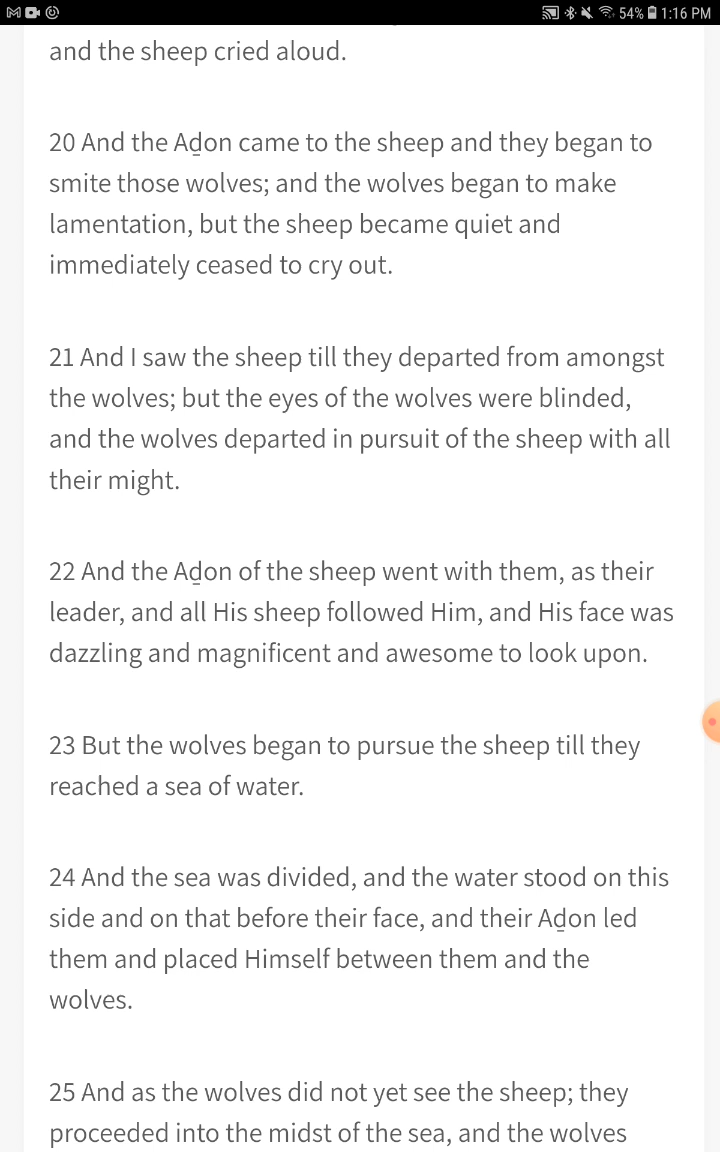 54% 1:16 PM
and the sheep cried aloud.
20 And the Aḏon came to the sheep and they began to
smite those wolves; and the wolves began to make
lamentation, but the sheep became quiet and
immediately ceased to cry out.
21 And I saw the sheep till they departed from amongst
the wolves; but the eyes of the wolves were blinded,
and the wolves departed in pursuit of the sheep with all
their might.
22 And the Aḏon of the sheep went with them, as their
leader, and all His sheep followed Him, and His face was
dazzling and magnificent and awesome to look upon.
23 But the wolves began to pursue the sheep till they
reached a sea of water.
24 And the sea was divided, and the water stood on this
side and on that before their face, and their Aḏon led
them and placed Himself between them and the
wolves.
25 And as the wolves did not yet see the sheep; they
proceeded into the midst of the sea, and the wolves